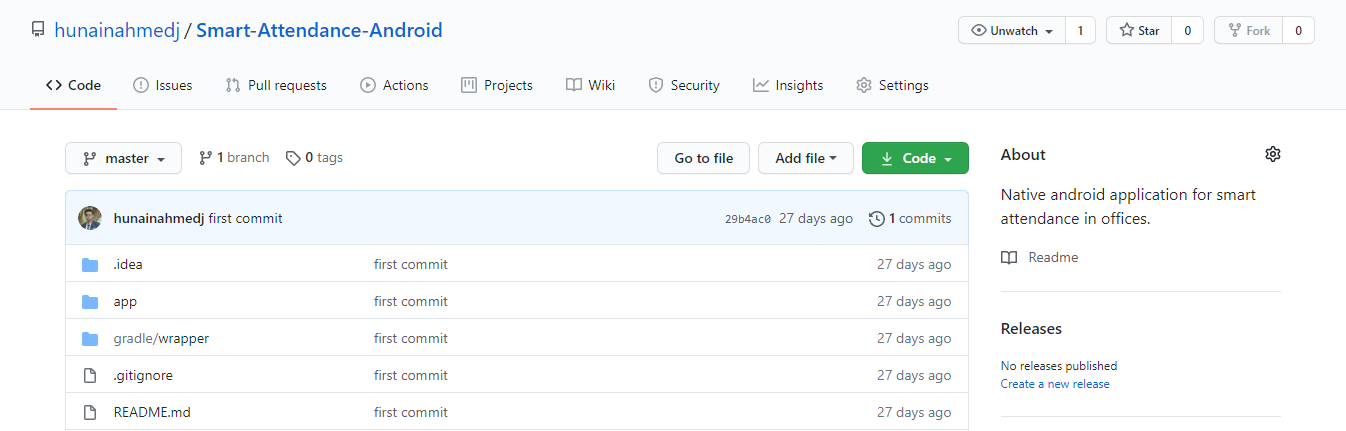 hunainahmedj / Smart-Attendance-Android
Unwatch 1 Star 0 Fork 0
Code Issues Pull requests Actions Projects Wiki Security Insights Settings
master 1 branch 0 tags Go to file Add file Code
hunainahmedj first commit 29b4ac0 27 days ago 1 commits
.idea first commit 27 days ago
app first commit 27 days ago
gradle/wrapper first commit 27 days ago
.gitignore first commit 27 days ago
README.md first commit 27 days ago
About
Native android application for smart
attendance in offices.
Readme
Releases
No releases published
Create a new release